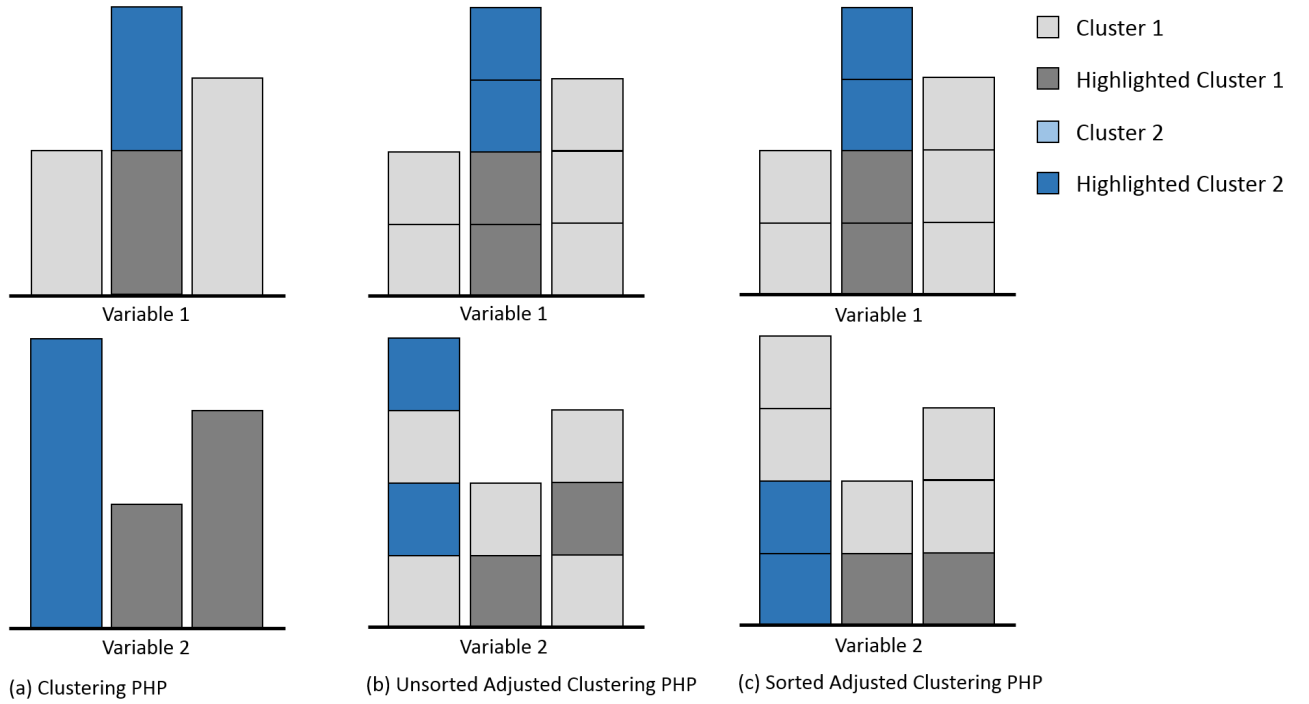 Cluster 1
Highlighted Cluster 1
Cluster 2
Highlighted Cluster 2
Variable 1
Variable 1
Variable 1
Variable 2
Variable 2
Variable 2
(a) Clustering PHP
(b) Unsorted Adjusted Clustering PHP
(c) Sorted Adjusted Clustering PHP